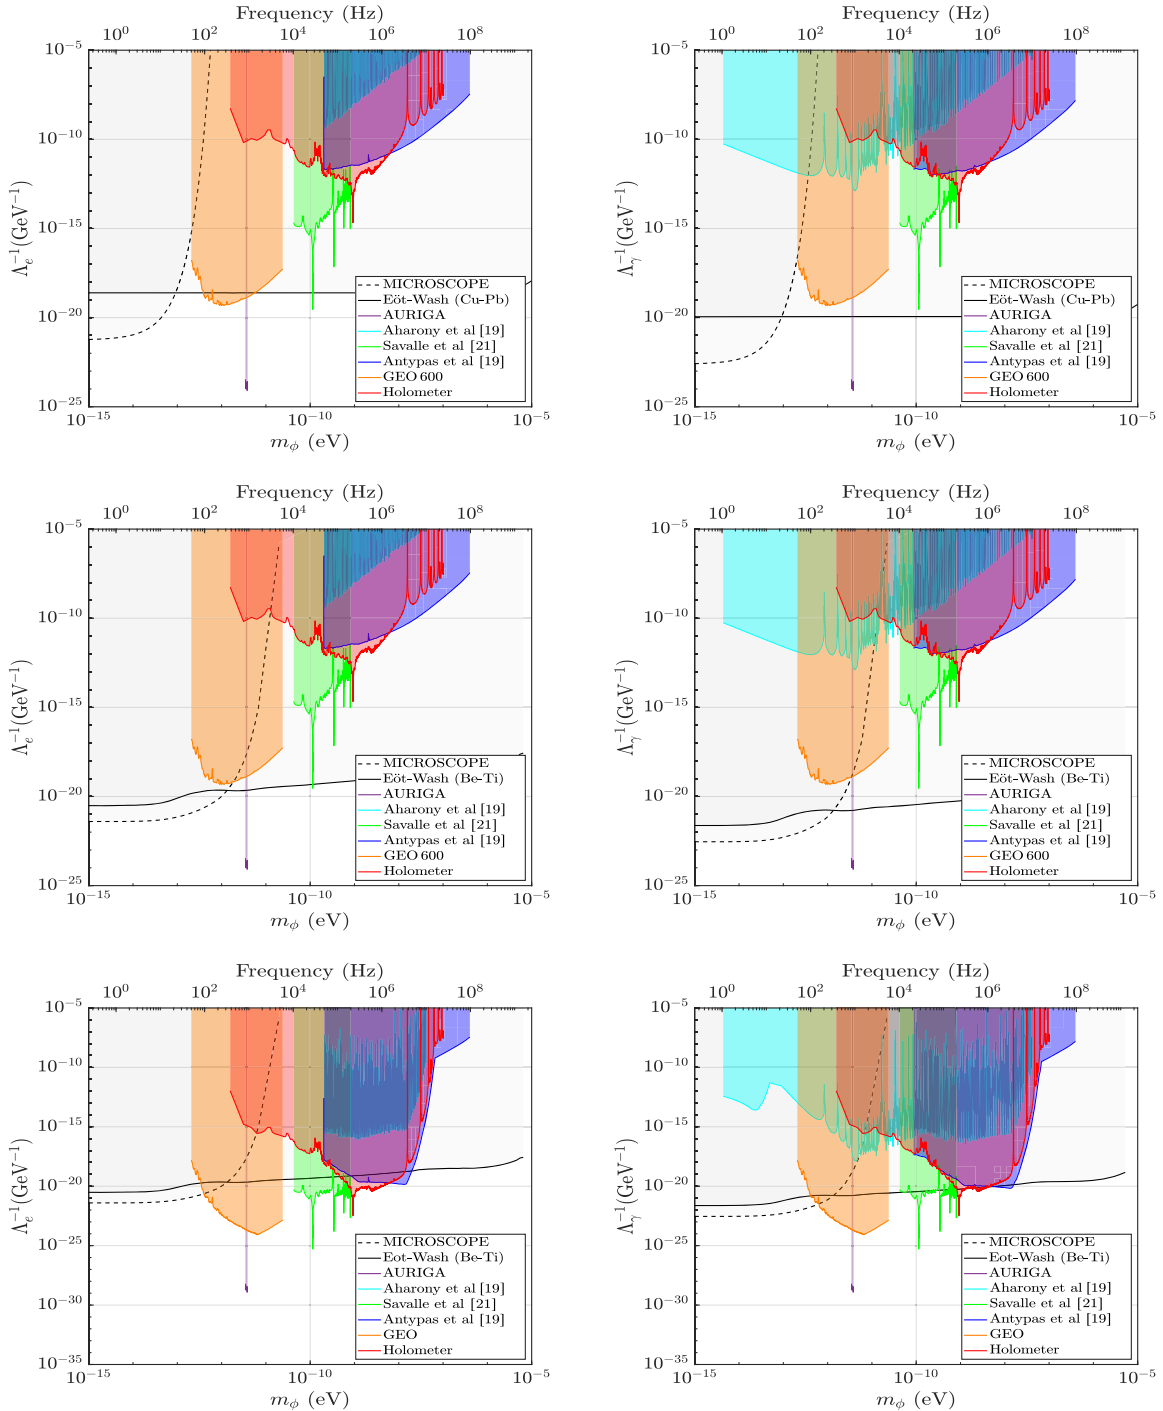 Frequency (Hz)
10^0 10^2 10^4 10^6 10^8
10^-5
10^-10
10^-15
10^-20
10^-25
Λ_e^-1(GeV^-1)
MICROSCOPE
Eöt-Wash (Cu-Pb)
AURIGA
Aharony et al [19]
Savalle et al [21]
Antypas et al [19]
GEO 600
Holometer
10^-15 10^-10 10^-5
m_ϕ (eV)
Frequency (Hz)
10^0 10^2 10^4 10^6 10^8
10^-5
10^-10
10^-15
10^-20
10^-25
Λ_γ^-1(GeV^-1)
MICROSCOPE
Eöt-Wash (Cu-Pb)
AURIGA
Aharony et al [19]
Savalle et al [21]
Antypas et al [19]
GEO 600
Holometer
10^-15 10^-10 10^-5
m_ϕ (eV)
Frequency (Hz)
10^0 10^2 10^4 10^6 10^8
10^-5
10^-10
10^-15
10^-20
10^-25
Λ_e^-1(GeV^-1)
MICROSCOPE
Eöt-Wash (Be-Ti)
AURIGA
Aharony et al [19]
Savalle et al [21]
Antypas et al [19]
GEO 600
Holometer
10^-15 10^-10 10^-5
m_ϕ (eV)
Frequency (Hz)
10^0 10^2 10^4 10^6 10^8
10^-5
10^-10
10^-15
10^-20
10^-25
Λ_γ^-1(GeV^-1)
MICROSCOPE
Eöt-Wash (Be-Ti)
AURIGA
Aharony et al [19]
Savalle et al [21]
Antypas et al [19]
GEO 600
Holometer
10^-15 10^-10 10^-5
m_ϕ (eV)
Frequency (Hz)
10^0 10^2 10^4 10^6 10^8
10^-5
10^-10
10^-15
10^-20
10^-25
10^-30
10^-35
Λ_e^-1(GeV^-1)
MICROSCOPE
Eot-Wash (Be-Ti)
AURIGA
Aharony et al [19]
Savalle et al [21]
Antypas et al [19]
GEO
Holometer
10^-15 10^-10 10^-5
m_ϕ (eV)
Frequency (Hz)
10^0 10^2 10^4 10^6 10^8
10^-5
10^-10
10^-15
10^-20
10^-25
10^-30
10^-35
Λ_γ^-1(GeV^-1)
MICROSCOPE
Eot-Wash (Be-Ti)
AURIGA
Aharony et al [19]
Savalle et al [21]
Antypas et al [19]
GEO
Holometer
10^-15 10^-10 10^-5
m_ϕ (eV)